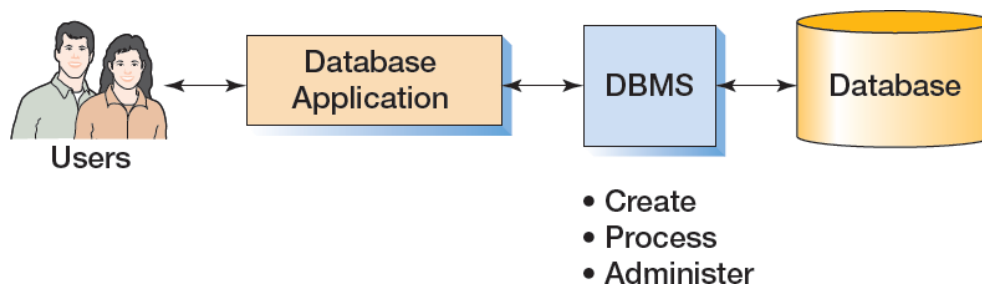 Users
Database
Application
DBMS
Database
• Create
• Process
• Administer